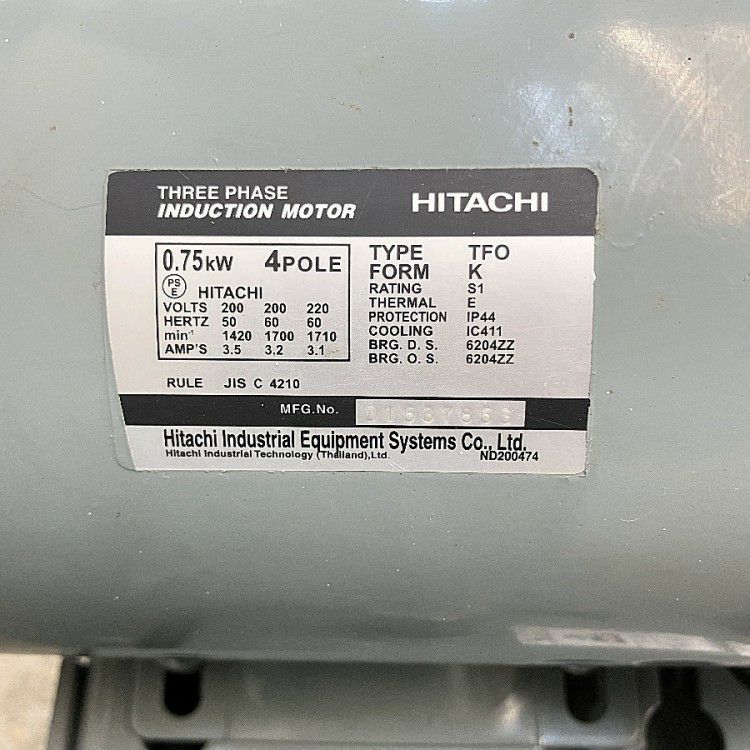 THREE PHASE
INDUCTION MOTOR
HITACHI
0.75kW 4POLE
PS
E
HITACHI
VOLTS 200 200 220
HERTZ 50 60 60
min-1 1420 1700 1710
AMP'S 3.5 3.2 3.1
RULE JIS C 4210
TYPE TFO
FORM K
RATING S1
THERMAL E
PROTECTION IP44
COOLING IC411
BRG. D. S. 6204ZZ
BRG. O. S. 6204ZZ
MFG.No.
Hitachi Industrial Equipment Systems Co., Ltd.
Hitachi Industrial Technology (Thailand),Ltd.
ND200474